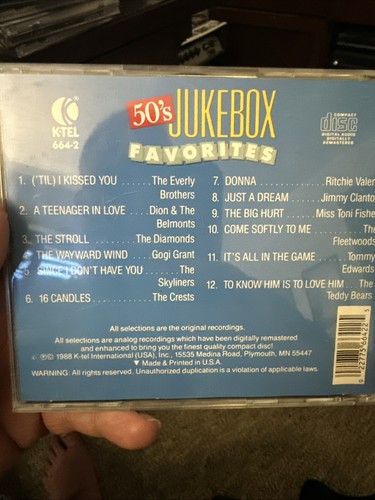 K-TEL
664-2
50's JUKEBOX
FAVORITES
COMPACT
disc
DIGITAL AUDIO
DIGITALLY
REMASTERED
1. ('TIL) I KISSED YOU ......The Everly
Brothers
2. A TEENAGER IN LOVE ....Dion & The
Belmonts
3. THE STROLL ........The Diamonds
4. THE WAYWARD WIND ....Gogi Grant
5. SINCE I DON'T HAVE YOU .......The
Skyliners
6. 16 CANDLES.............The Crests
7. DONNA ..............Ritchie Valen
8. JUST A DREAM .......Jimmy Clanto
9. THE BIG HURT ......Miss Toni Fishe
10. COME SOFTLY TO ME ........The
Fleetwoods
11. IT'S ALL IN THE GAME ......Tommy
Edwards
12. TO KNOW HIM IS TO LOVE HIM ...The
Teddy Bears
All selections are the original recordings.
All selections are analog recordings which have been digitally remastered
and enhanced to bring you the finest quality compact disc!
℗© 1988 K-tel International (USA), Inc., 15535 Medina Road, Plymouth, MN 55447
▼ Made & Printed in U.S.A.
WARNING: All rights reserved. Unauthorized duplication is a violation of applicable laws.